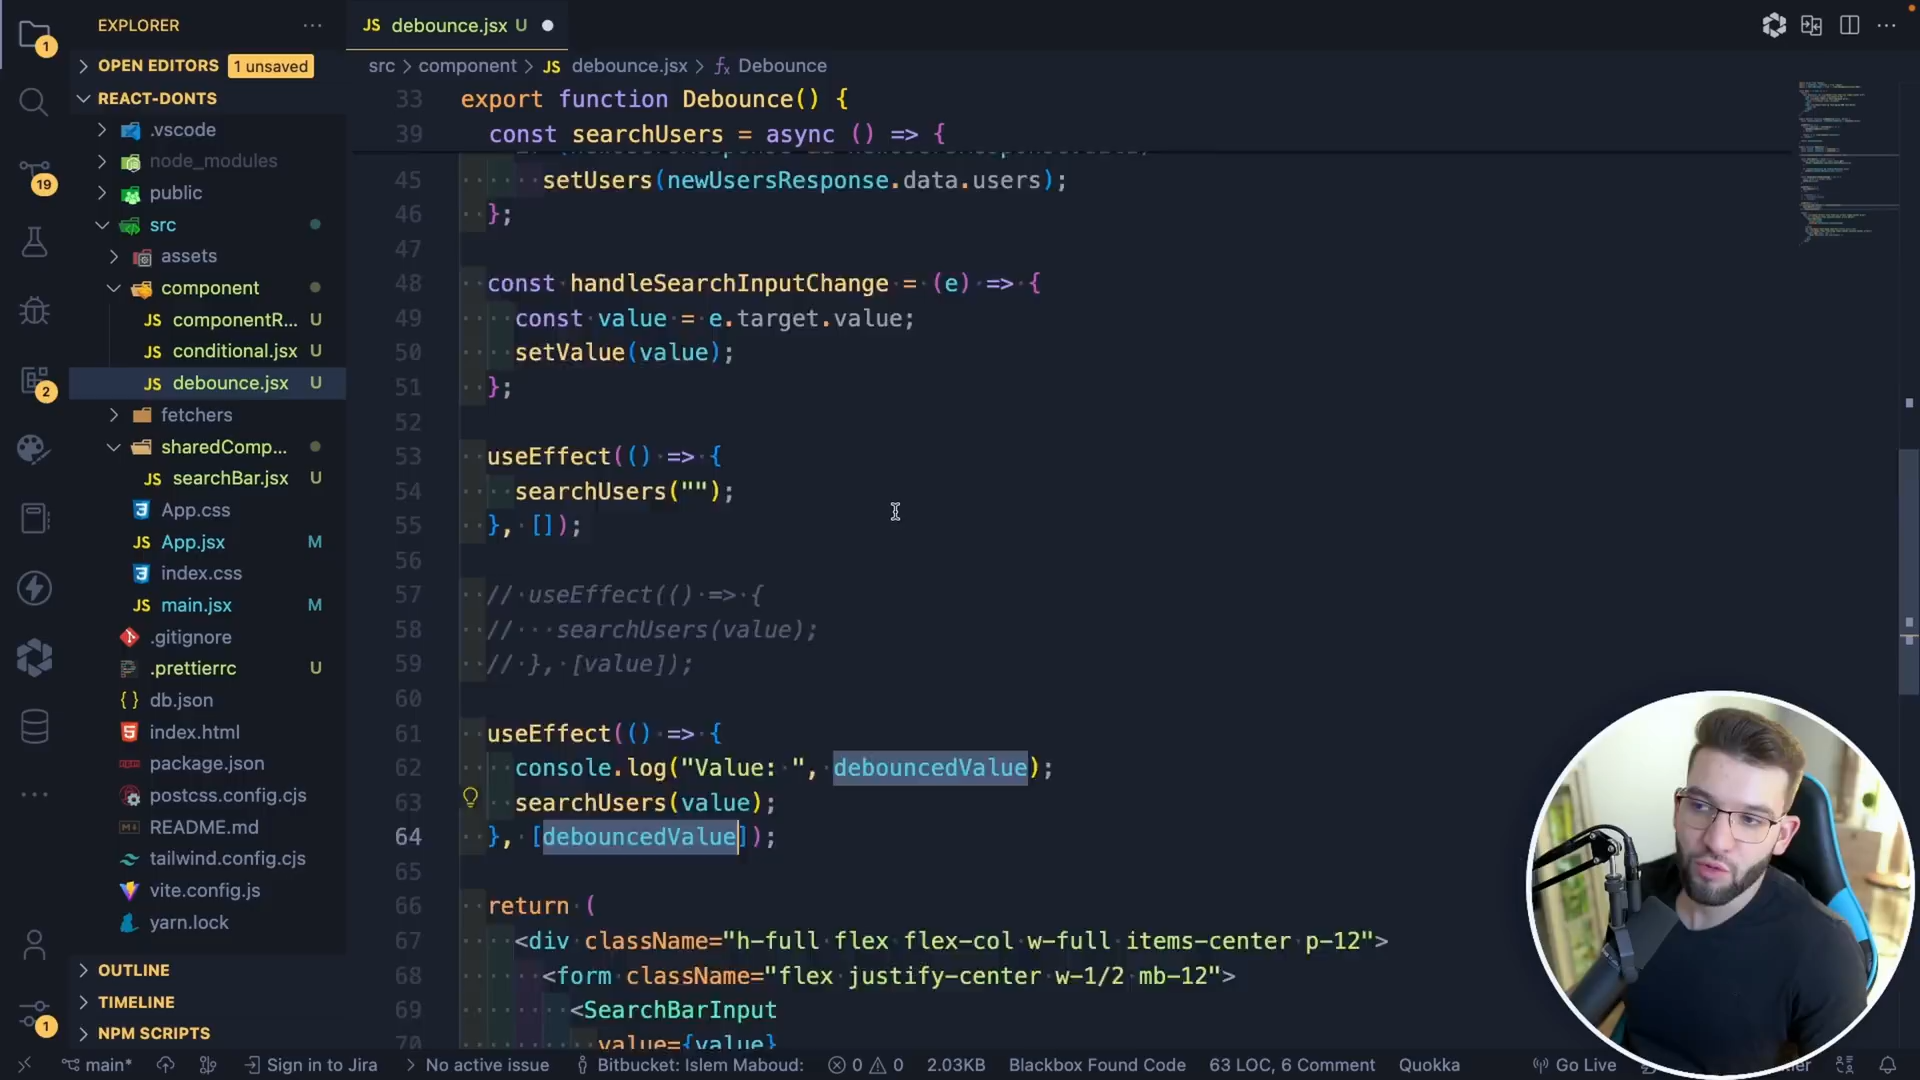 EXPLORER
JS debounce.jsx U
OPEN EDITORS 1 unsaved
REACT-DONTS
.vscode
node_modules
public
src
assets
component
JS componentR... U
JS conditional.jsx U
JS debounce.jsx U
fetchers
sharedComp...
JS searchBar.jsx U
App.css
JS App.jsx M
index.css
JS main.jsx M
.gitignore
.prettierrc U
{} db.json
index.html
package.json
postcss.config.cjs
README.md
tailwind.config.cjs
vite.config.js
yarn.lock
OUTLINE
TIMELINE
NPM SCRIPTS
1
19
2
1
src > component > JS debounce.jsx > Debounce
33 export function Debounce() {
39 const searchUsers = async () => {
45 setUsers(newUsersResponse.data.users);
46 };
47
48 const handleSearchInputChange = (e) => {
49 const value = e.target.value;
50 setValue(value);
51 };
52
53 useEffect(() => {
54 searchUsers("");
55 }, []);
56
57 // useEffect(() => {
58 // searchUsers(value);
59 // }, [value]);
60
61 useEffect(() => {
62 console.log("Value: ", debouncedValue);
63 searchUsers(value);
64 }, [debouncedValue]);
65
66 return (
67 <div className="h-full flex flex-col w-full items-center p-12">
68 <form className="flex justify-center w-1/2 mb-12">
69 <SearchBarInput
70 value={value}
main* Sign in to Jira No active issue Bitbucket: Islem Maboud: 0 0 2.03KB Blackbox Found Code 63 LOC, 6 Comment Quokka Go Live